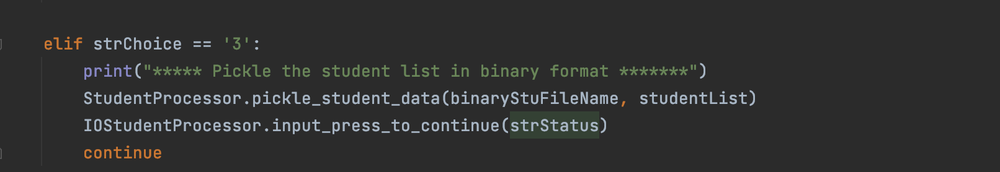 elif strChoice == '3':
print("***** Pickle the student list in binary format *******")
StudentProcessor.pickle_student_data(binaryStuFileName, studentList)
IOStudentProcessor.input_press_to_continue(strStatus)
continue